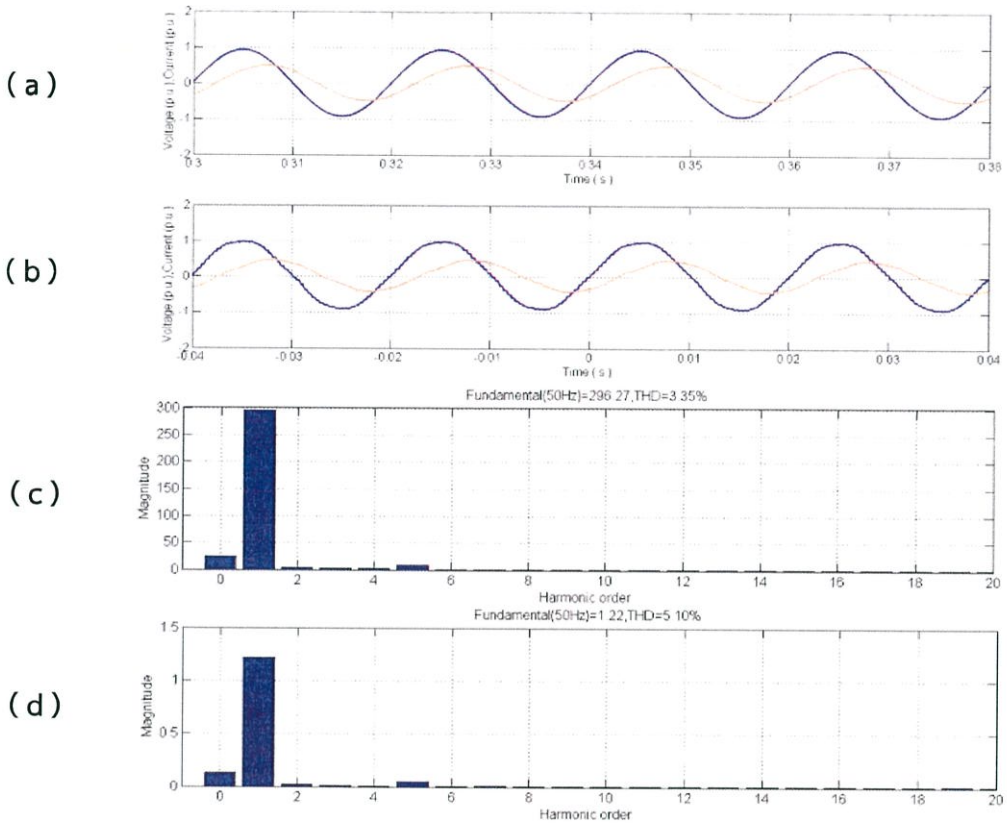 (a)
Voltage (p.u.),Current (p.u.)
2
1
0
-1
-2
0.3 0.31 0.32 0.33 0.34 0.35 0.36 0.37 0.38
Time ( s )
(b)
Voltage (p.u.),Current (p.u.)
2
1
0
-1
-2
-0.04 -0.03 -0.02 -0.01 0 0.01 0.02 0.03 0.04
Time ( s )
Fundamental(50Hz)=296.27,THD=3.35%
(c)
Magnitude
300
250
200
150
100
50
0
0 2 4 6 8 10 12 14 16 18 20
Harmonic order
Fundamental(50Hz)=1.22,THD=5.10%
(d)
Magnitude
1.5
1
0.5
0
0 2 4 6 8 10 12 14 16 18 20
Harmonic order